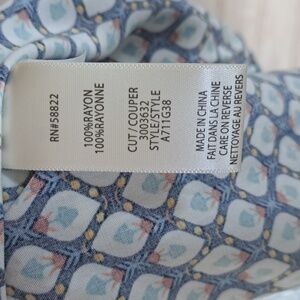 RN#58822
100%RAYON
100%RAYONNE
CUT / COUPER
3003632
STYLE/STYLE
A711S38
MADE IN CHINA
FAIT DANS LA CHINE
CARE ON REVERSE
NETTOYAGE AU REVERS